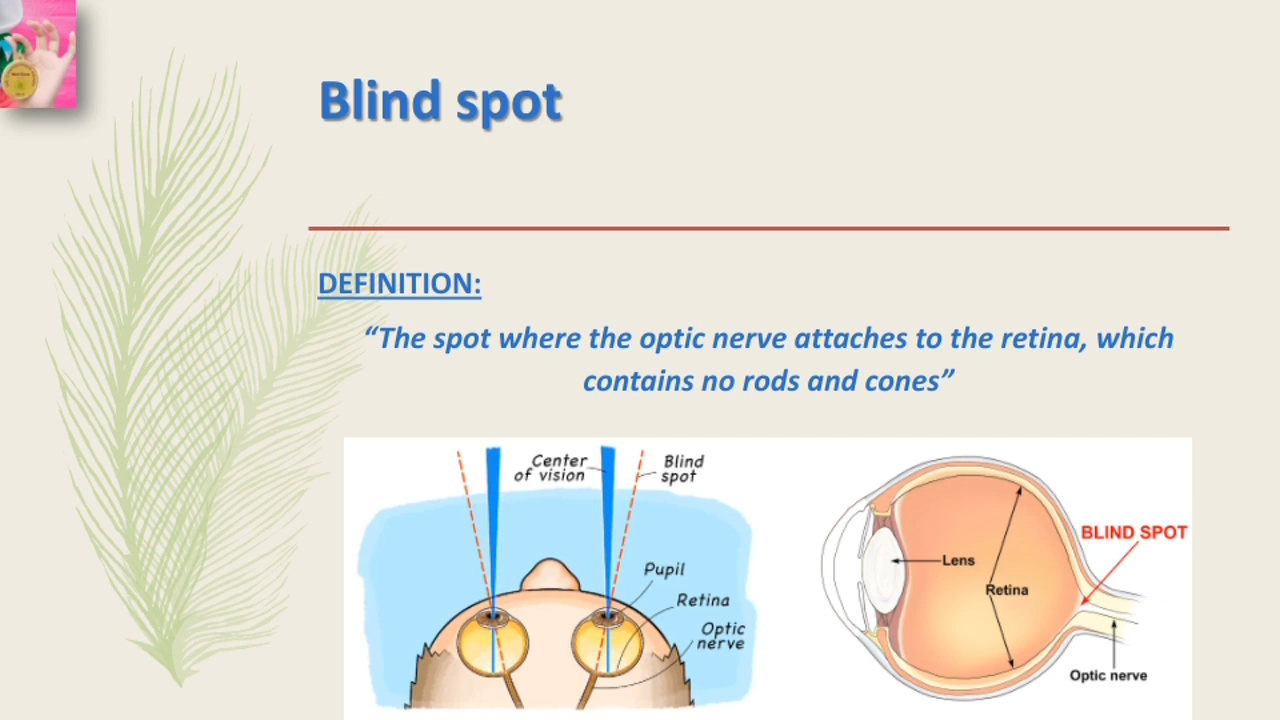 Blind spot
DEFINITION:
“The spot where the optic nerve attaches to the retina, which
contains no rods and cones”
Center
of vision
Blind
spot
Pupil
Retina
Optic
nerve
BLIND SPOT
Lens
Retina
Optic nerve